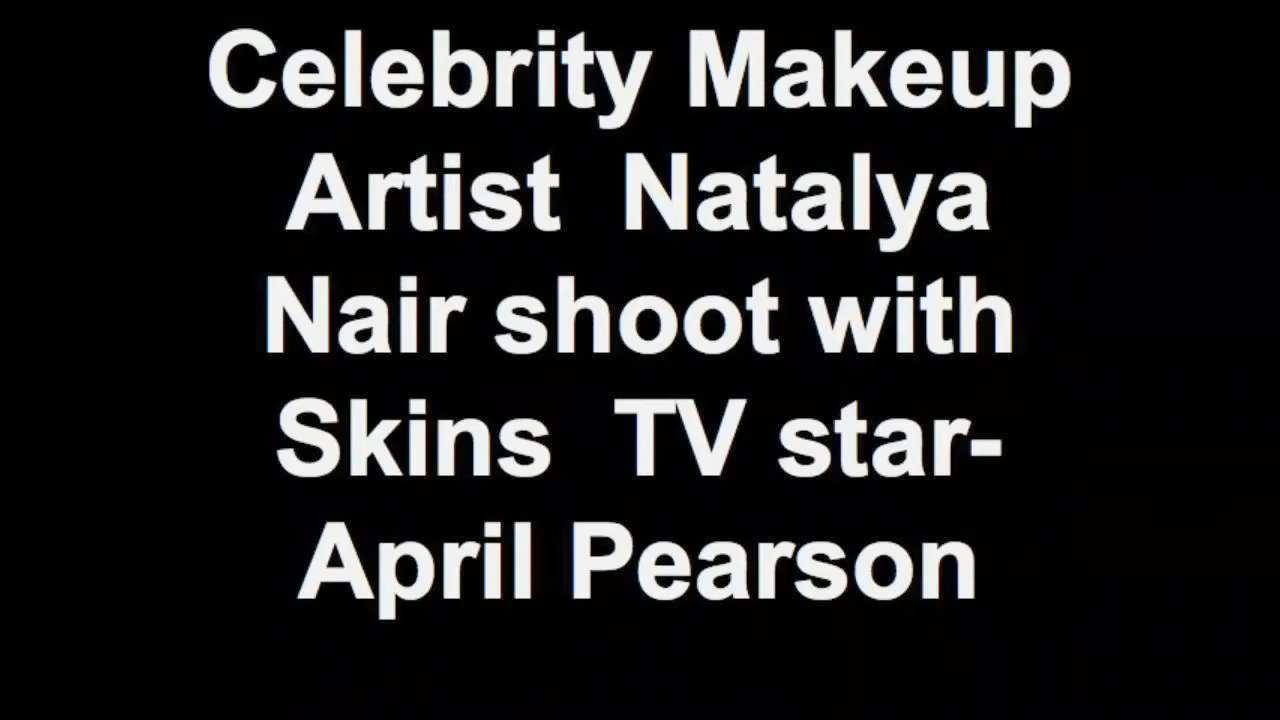 Celebrity Makeup
Artist  Natalya
Nair shoot with
Skins  TV star-
April Pearson